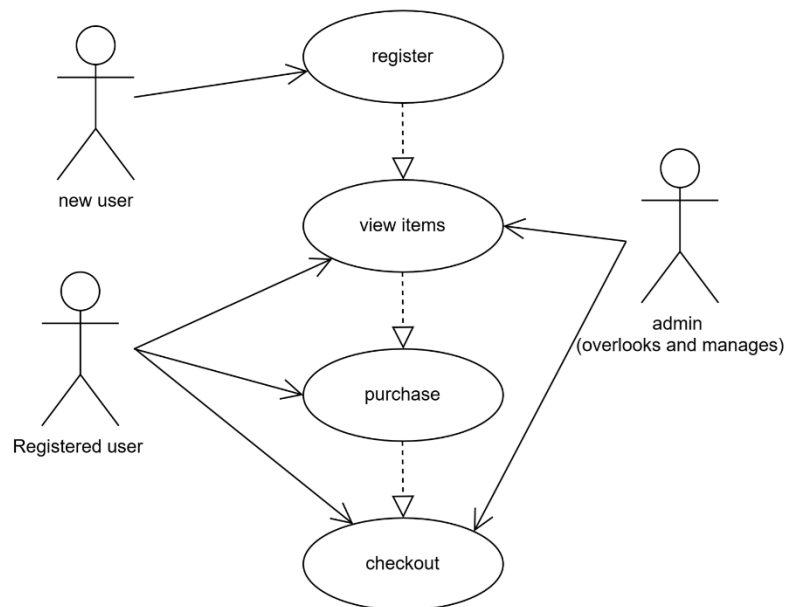 register
new user
view items
admin
(overlooks and manages)
purchase
Registered user
checkout